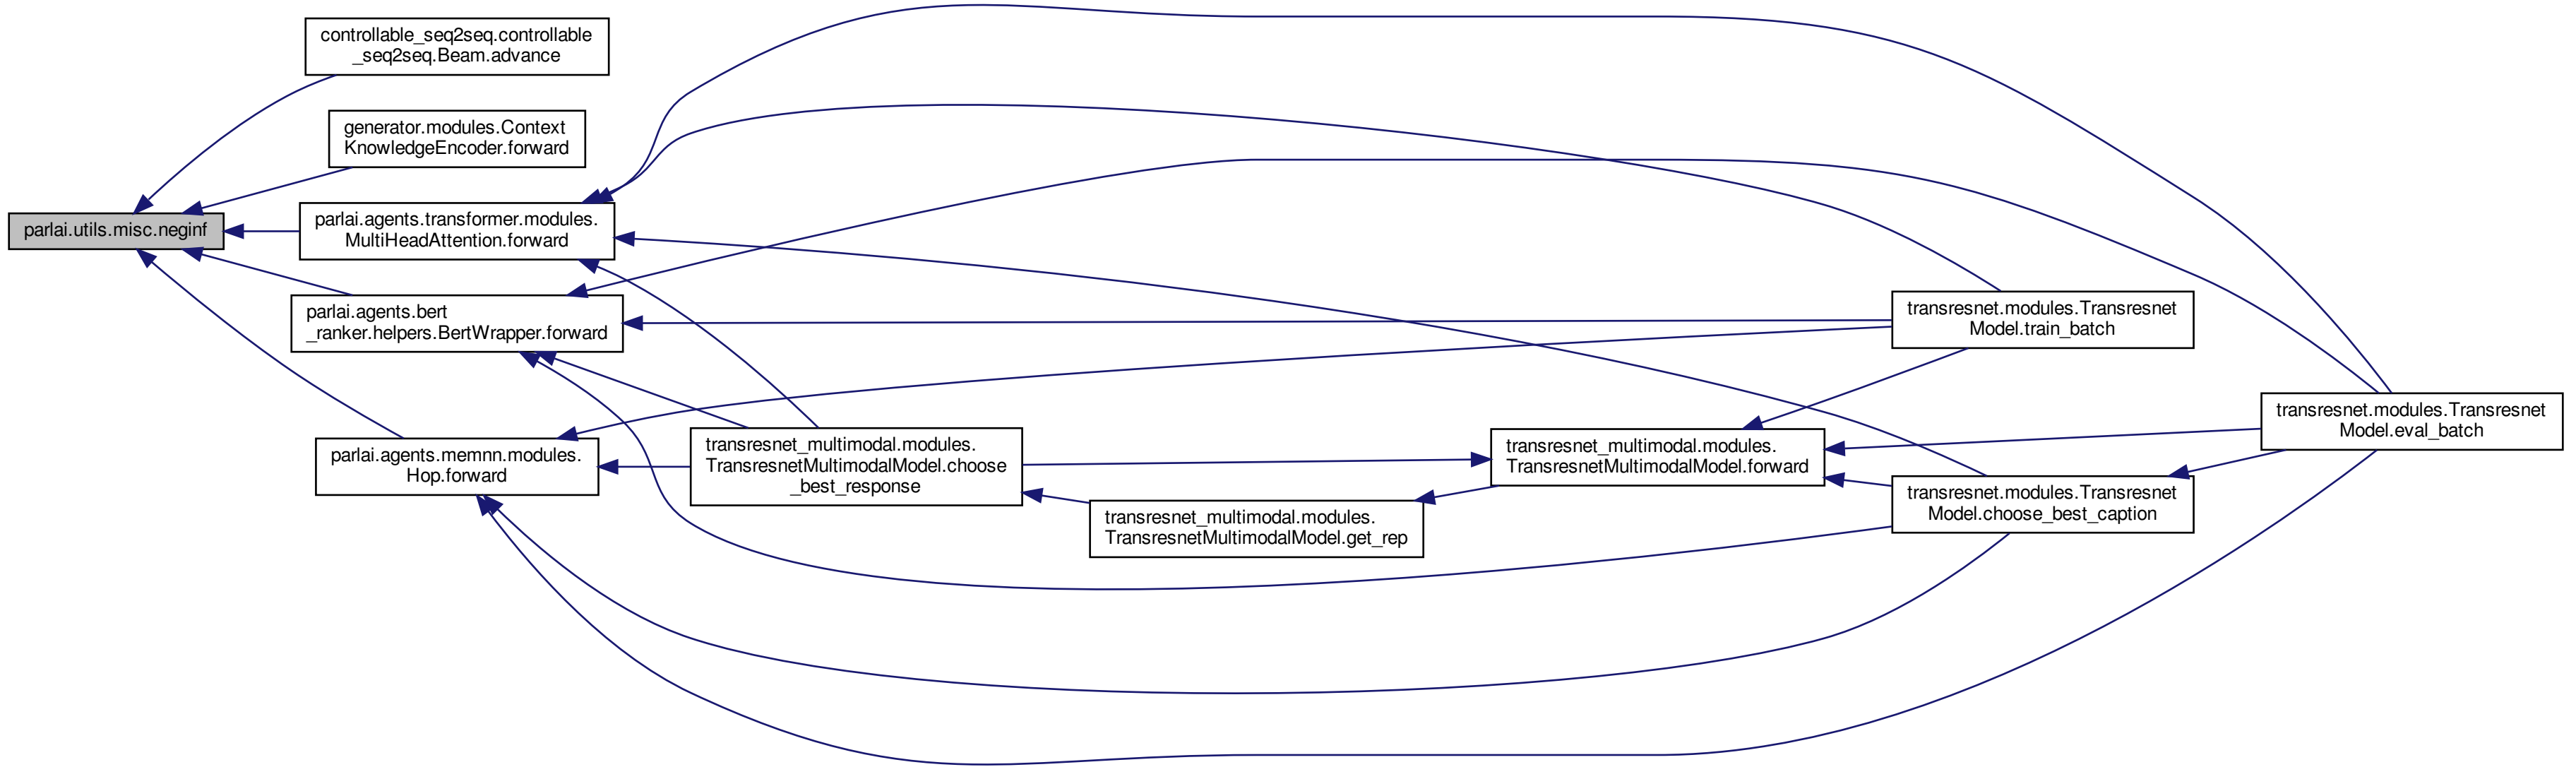 controllable_seq2seq.controllable
_seq2seq.Beam.advance
generator.modules.Context
KnowledgeEncoder.forward
parlai.utils.misc.neginf
parlai.agents.transformer.modules.
MultiHeadAttention.forward
parlai.agents.bert
_ranker.helpers.BertWrapper.forward
parlai.agents.memnn.modules.
Hop.forward
transresnet_multimodal.modules.
TransresnetMultimodalModel.choose
_best_response
transresnet_multimodal.modules.
TransresnetMultimodalModel.get_rep
transresnet_multimodal.modules.
TransresnetMultimodalModel.forward
transresnet.modules.Transresnet
Model.train_batch
transresnet.modules.Transresnet
Model.choose_best_caption
transresnet.modules.Transresnet
Model.eval_batch